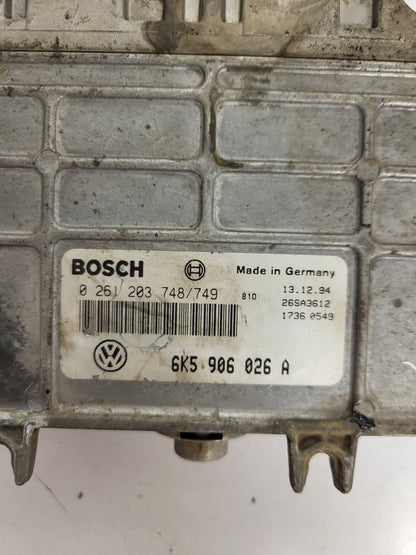 BOSCH Made in Germany
0 261 203 748/749 B10 13.12.94
26SA3612
1736 0549
VW 6K5 906 026 A